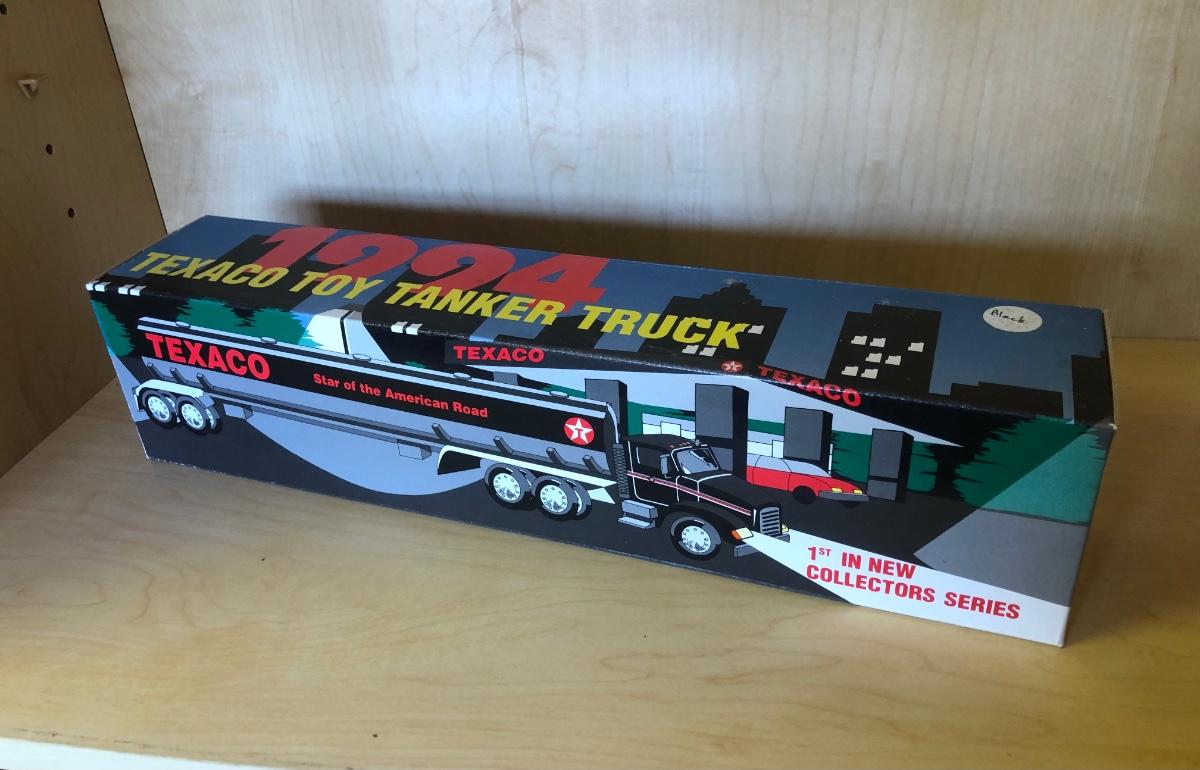 1994
TEXACO TOY TANKER TRUCK
Black
TEXACO
TEXACO
TEXACO
Star of the American Road
T
1ST IN NEW
COLLECTORS SERIES